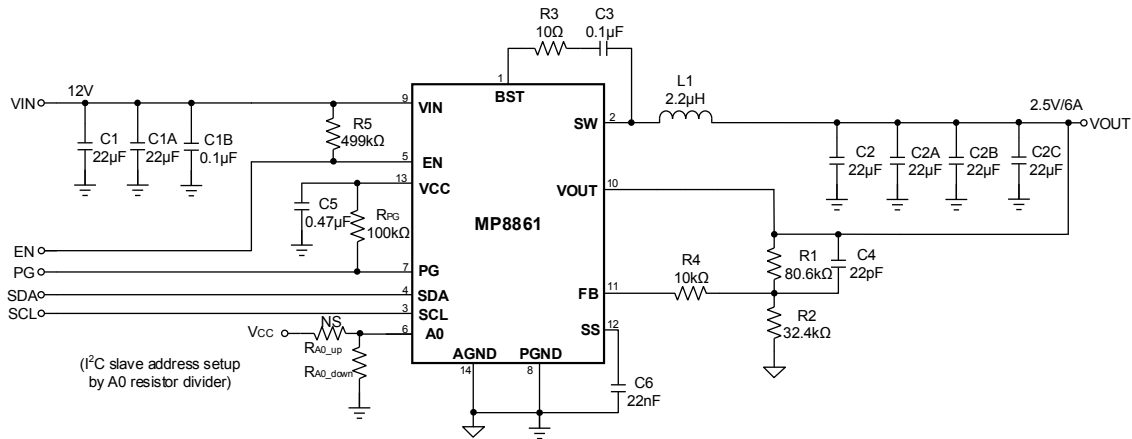 R3
10Ω
C3
0.1µF
1
BST
VIN
12V
9
VIN
C1
22µF
C1A
22µF
C1B
0.1µF
R5
499kΩ
5
EN
13
VCC
C5
0.47µF
RPG
100kΩ
EN
PG
7
PG
SDA
4
SDA
SCL
3
SCL
VCC
NS
6
A0
RA0_up
RA0_down
(I²C slave address setup
by A0 resistor divider)
MP8861
SW
2
L1
2.2µH
2.5V/6A
VOUT
C2
22µF
C2A
22µF
C2B
22µF
C2C
22µF
VOUT
10
R1
80.6kΩ
C4
22pF
FB
11
R4
10kΩ
R2
32.4kΩ
SS
12
C6
22nF
AGND
14
PGND
8